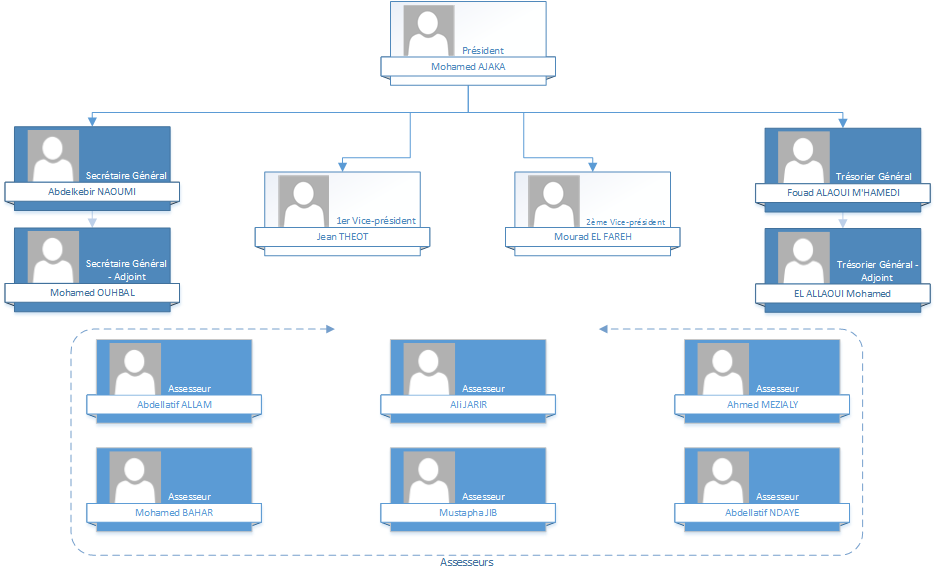 Président
Mohamed AJAKA
Secrétaire Général
Abdelkebir NAOUMI
1er Vice-président
Jean THEOT
2ème Vice-président
Mourad EL FAREH
Trésorier Général
Fouad ALAOUI M'HAMEDI
Secrétaire Général
- Adjoint
Mohamed OUHBAL
Trésorier Général -
Adjoint
EL ALLAOUI Mohamed
Assesseur
Abdellatif ALLAM
Assesseur
Ali JARIR
Assesseur
Ahmed MEZIALY
Assesseur
Mohamed BAHAR
Assesseur
Mustapha JIB
Assesseur
Abdellatif NDAYE
Assesseurs